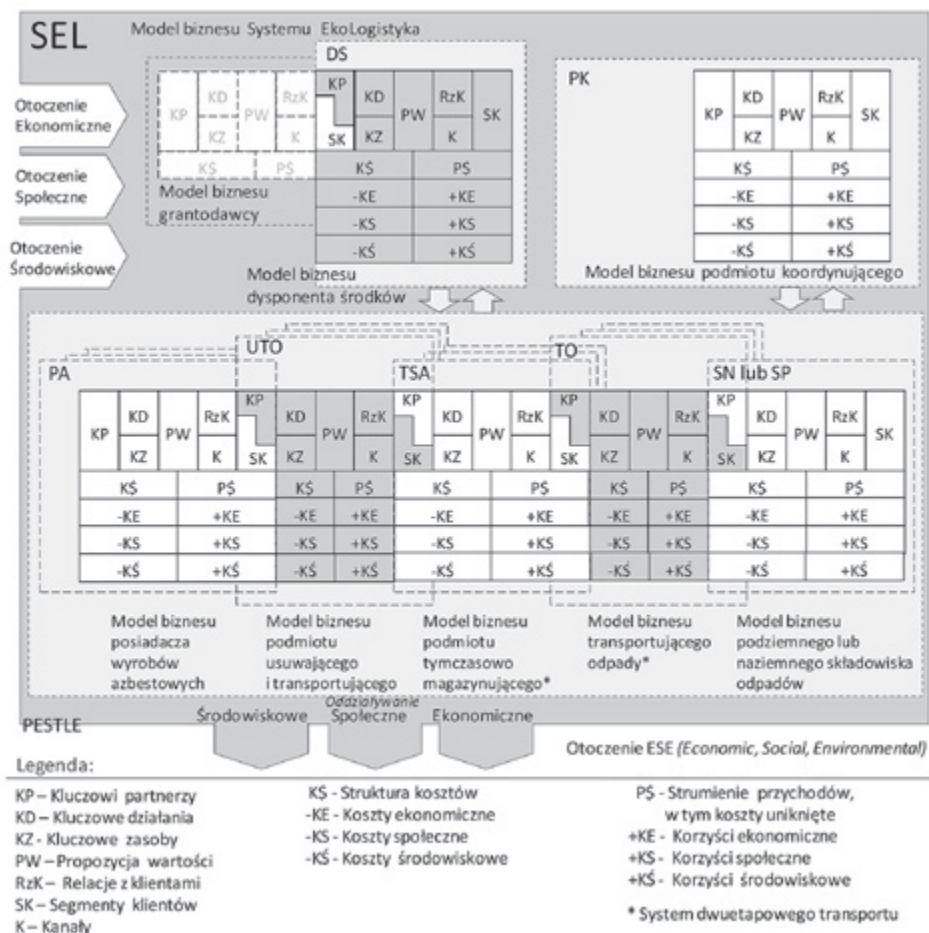 SEL
Model biznesu Systemu EkoLogistyka
DS
PK
Otoczenie
Ekonomiczne
Otoczenie
Społeczne
Otoczenie
Środowiskowe
KP KD PW RzK
KZ K
K$ P$
Model biznesu
grantodawcy
KP KD PW RzK SK
SK KZ K
K$ P$
-KE +KE
-KS +KS
-KŚ +KŚ
Model biznesu
dysponenta środków
KP KD PW RzK SK
KZ K
K$ P$
-KE +KE
-KS +KS
-KŚ +KŚ
Model biznesu podmiotu koordynującego
PA UTO TSA TO SN lub SP
KP KD PW RzK KP KD PW RzK KP KD PW RzK KP KD PW RzK KP KD PW RzK SK
KZ K SK KZ K SK KZ K SK KZ K SK KZ K
K$ P$ K$ P$ K$ P$ K$ P$ K$ P$
-KE +KE -KE +KE -KE +KE -KE +KE -KE +KE
-KS +KS -KS +KS -KS +KS -KS +KS -KS +KS
-KŚ +KŚ -KŚ +KŚ -KŚ +KŚ -KŚ +KŚ -KŚ +KŚ
Model biznesu
posiadacza
wyrobów
azbestowych
Model biznesu
podmiotu
usuwającego
i transportującego
Model biznesu
podmiotu
tymczasowo
magazynującego*
Model biznesu
transportującego
odpady*
Model biznesu
podziemnego lub
naziemnego składowiska
odpadów
Oddziaływanie
Środowiskowe Społeczne Ekonomiczne
PESTLE
Otoczenie ESE (Economic, Social, Environmental)
Legenda:
KP – Kluczowi partnerzy
KD – Kluczowe działania
KZ - Kluczowe zasoby
PW – Propozycja wartości
RzK – Relacje z klientami
SK – Segmenty klientów
K – Kanały
K$ - Struktura kosztów
-KE - Koszty ekonomiczne
-KS - Koszty społeczne
-KŚ - Koszty środowiskowe
P$ - Strumienie przychodów,
w tym koszty uniknięte
+KE - Korzyści ekonomiczne
+KS - Korzyści społeczne
+KŚ - Korzyści środowiskowe
* System dwuetapowego transportu